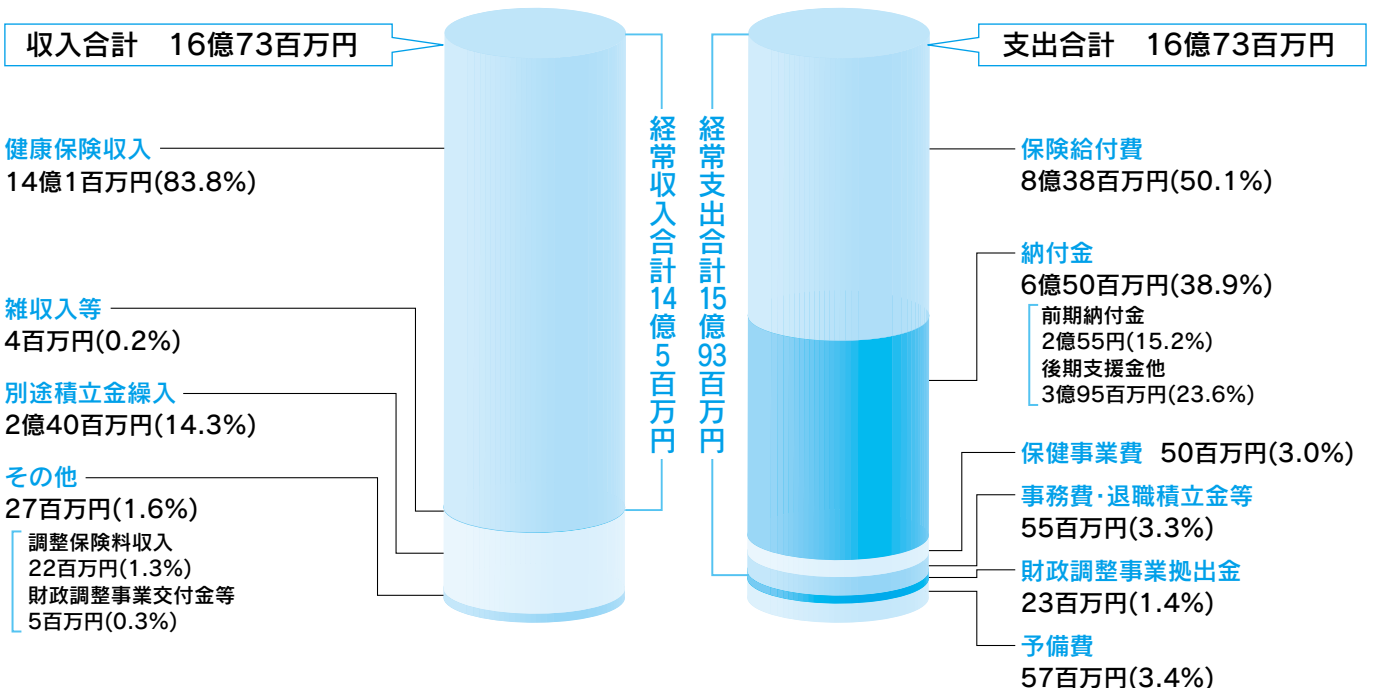 収入合計　16億73百万円
健康保険収入
14億1百万円(83.8%)
雑収入等
4百万円(0.2%)
別途積立金繰入
2億40百万円(14.3%)
その他
27百万円(1.6%)
調整保険料収入
22百万円(1.3%)
財政調整事業交付金等
5百万円(0.3%)
経常収入合計14億5百万円
経常支出合計15億93百万円
支出合計　16億73百万円
保険給付費
8億38百万円(50.1%)
納付金
6億50百万円(38.9%)
前期納付金
2億55円(15.2%)
後期支援金他
3億95百万円(23.6%)
保健事業費 50百万円(3.0%)
事務費・退職積立金等
55百万円(3.3%)
財政調整事業拠出金
23百万円(1.4%)
予備費
57百万円(3.4%)